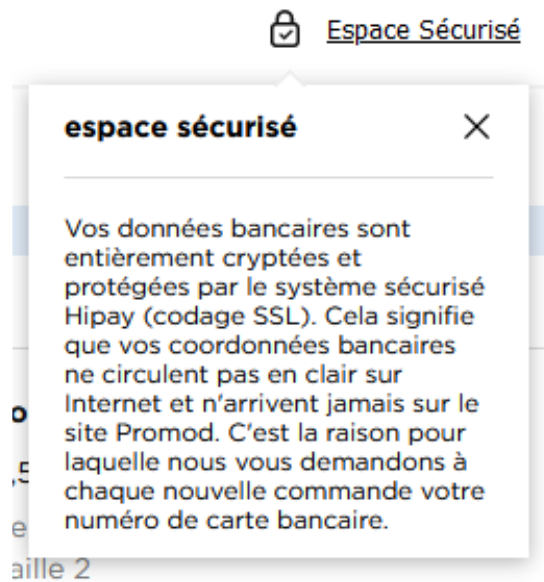 Espace Sécurisé
espace sécurisé
Vos données bancaires sont
entièrement cryptées et
protégées par le système sécurisé
Hipay (codage SSL). Cela signifie
que vos coordonnées bancaires
ne circulent pas en clair sur
Internet et n'arrivent jamais sur le
site Promod. C'est la raison pour
laquelle nous vous demandons à
chaque nouvelle commande votre
numéro de carte bancaire.
aille 2